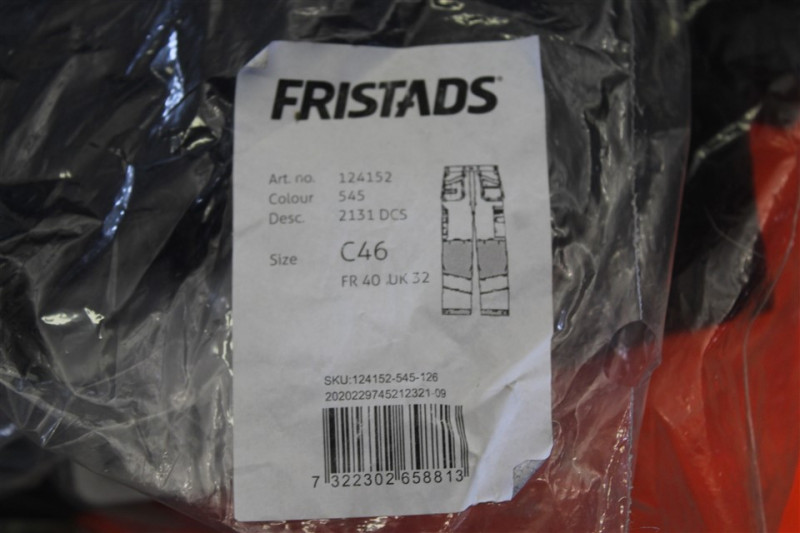 FRISTADS®
Art. no. 124152
Colour 545
Desc. 2131 DCS
Size C46
FR 40 .UK 32
SKU:124152-545-126
2020229745212321-09
7 322302 658813